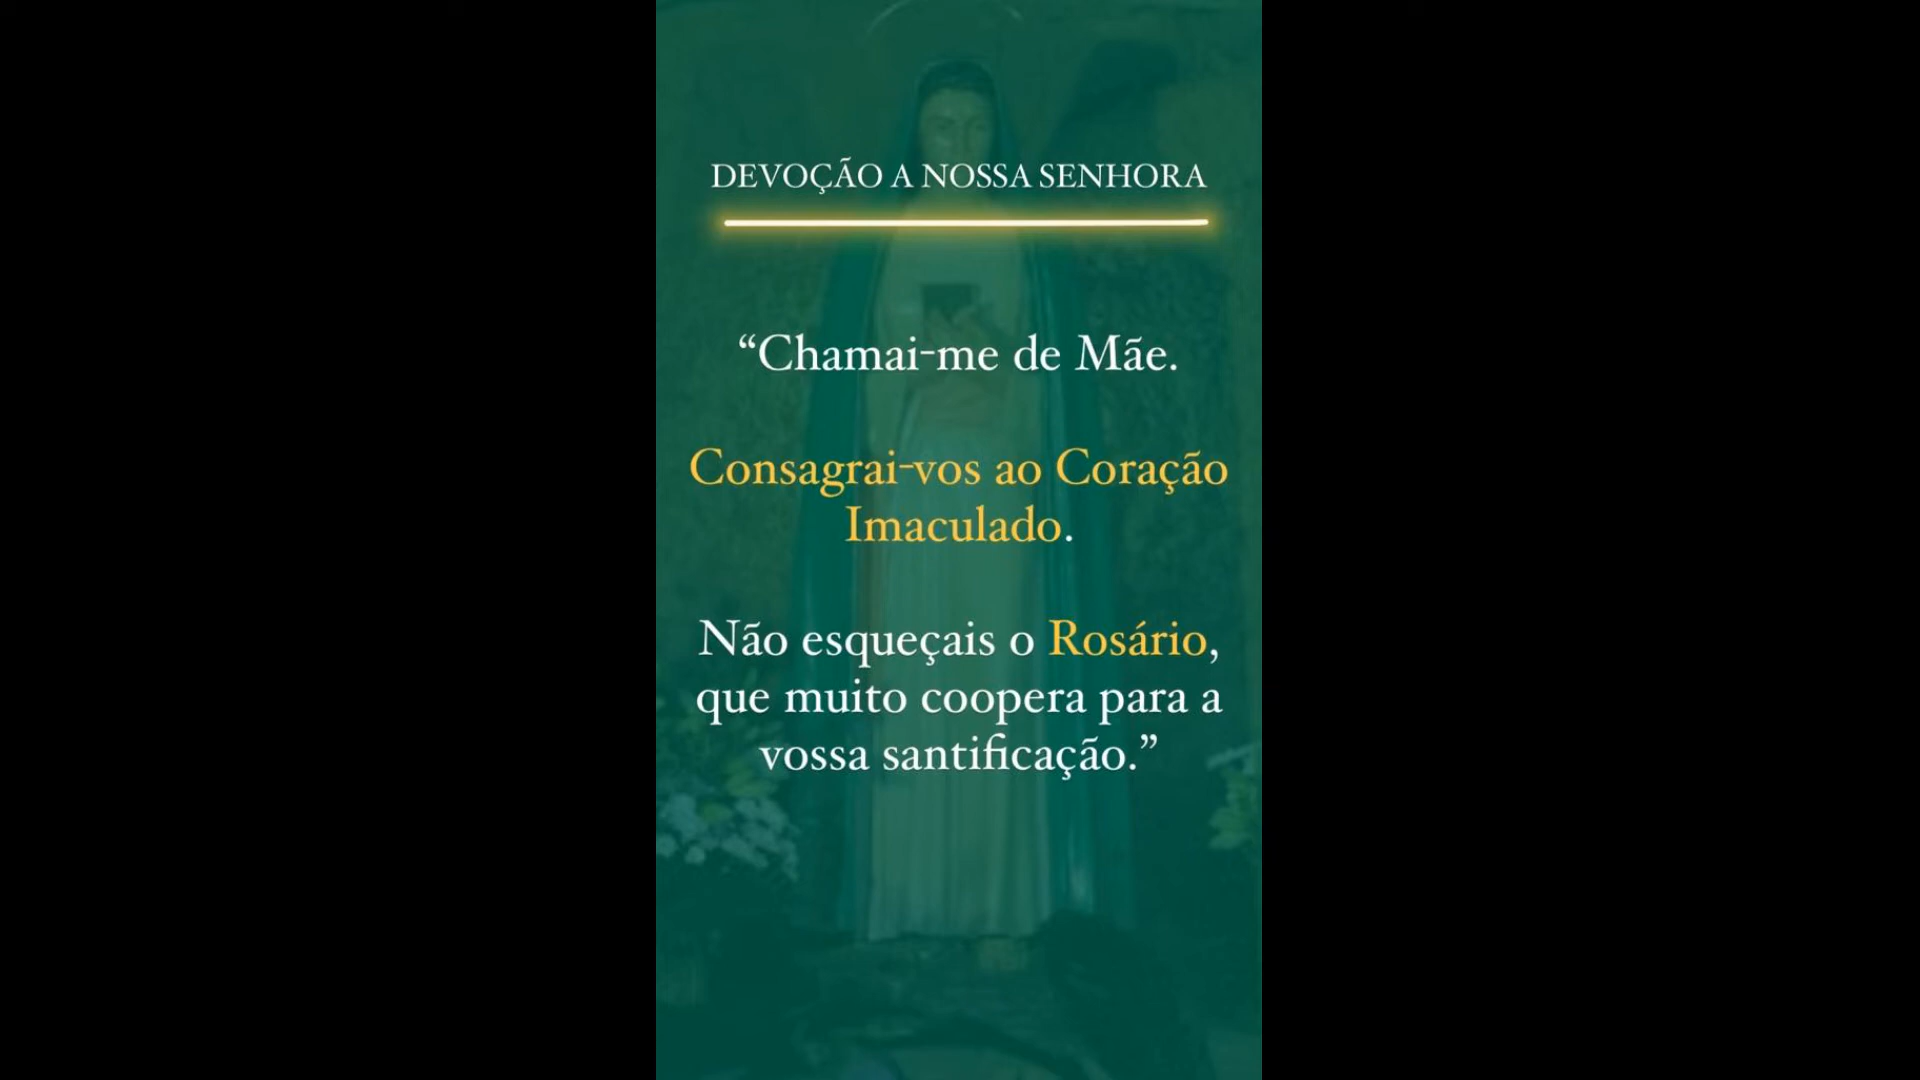 DEVOÇÃO A NOSSA SENHORA
“Chamai-me de Mãe.
Consagrai-vos ao Coração
Imaculado.
Não esqueçais o Rosário,
que muito coopera para a
vossa santificação.”